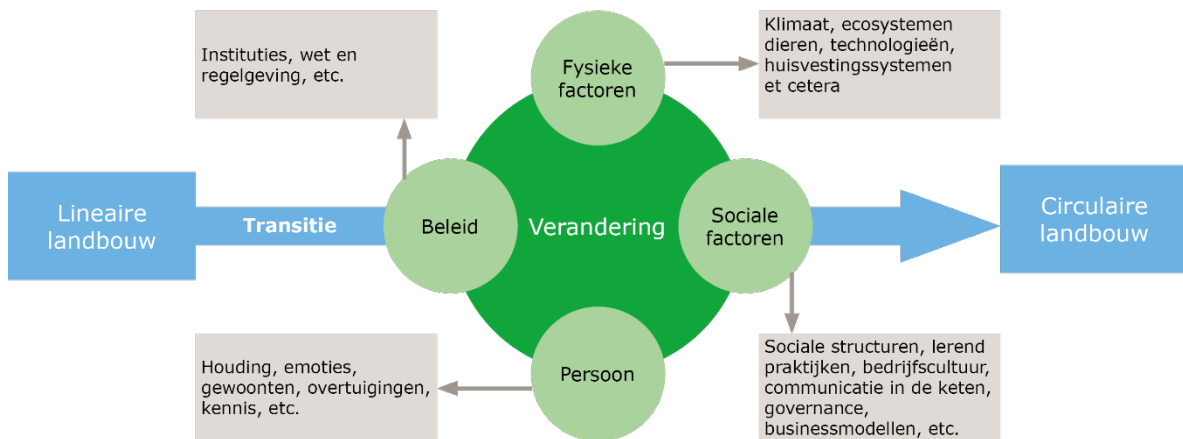 Instituties, wet en
regelgeving, etc.
Fysieke
factoren
Klimaat, ecosystemen
dieren, technologieën,
huisvestingssystemen
et cetera
Lineaire
landbouw
Transitie
Beleid
Verandering
Sociale
factoren
Circulaire
landbouw
Houding, emoties,
gewoonten, overtuigingen,
kennis, etc.
Persoon
Sociale structuren, lerend
praktijken, bedrijfscultuur,
communicatie in de keten,
governance,
businessmodellen, etc.